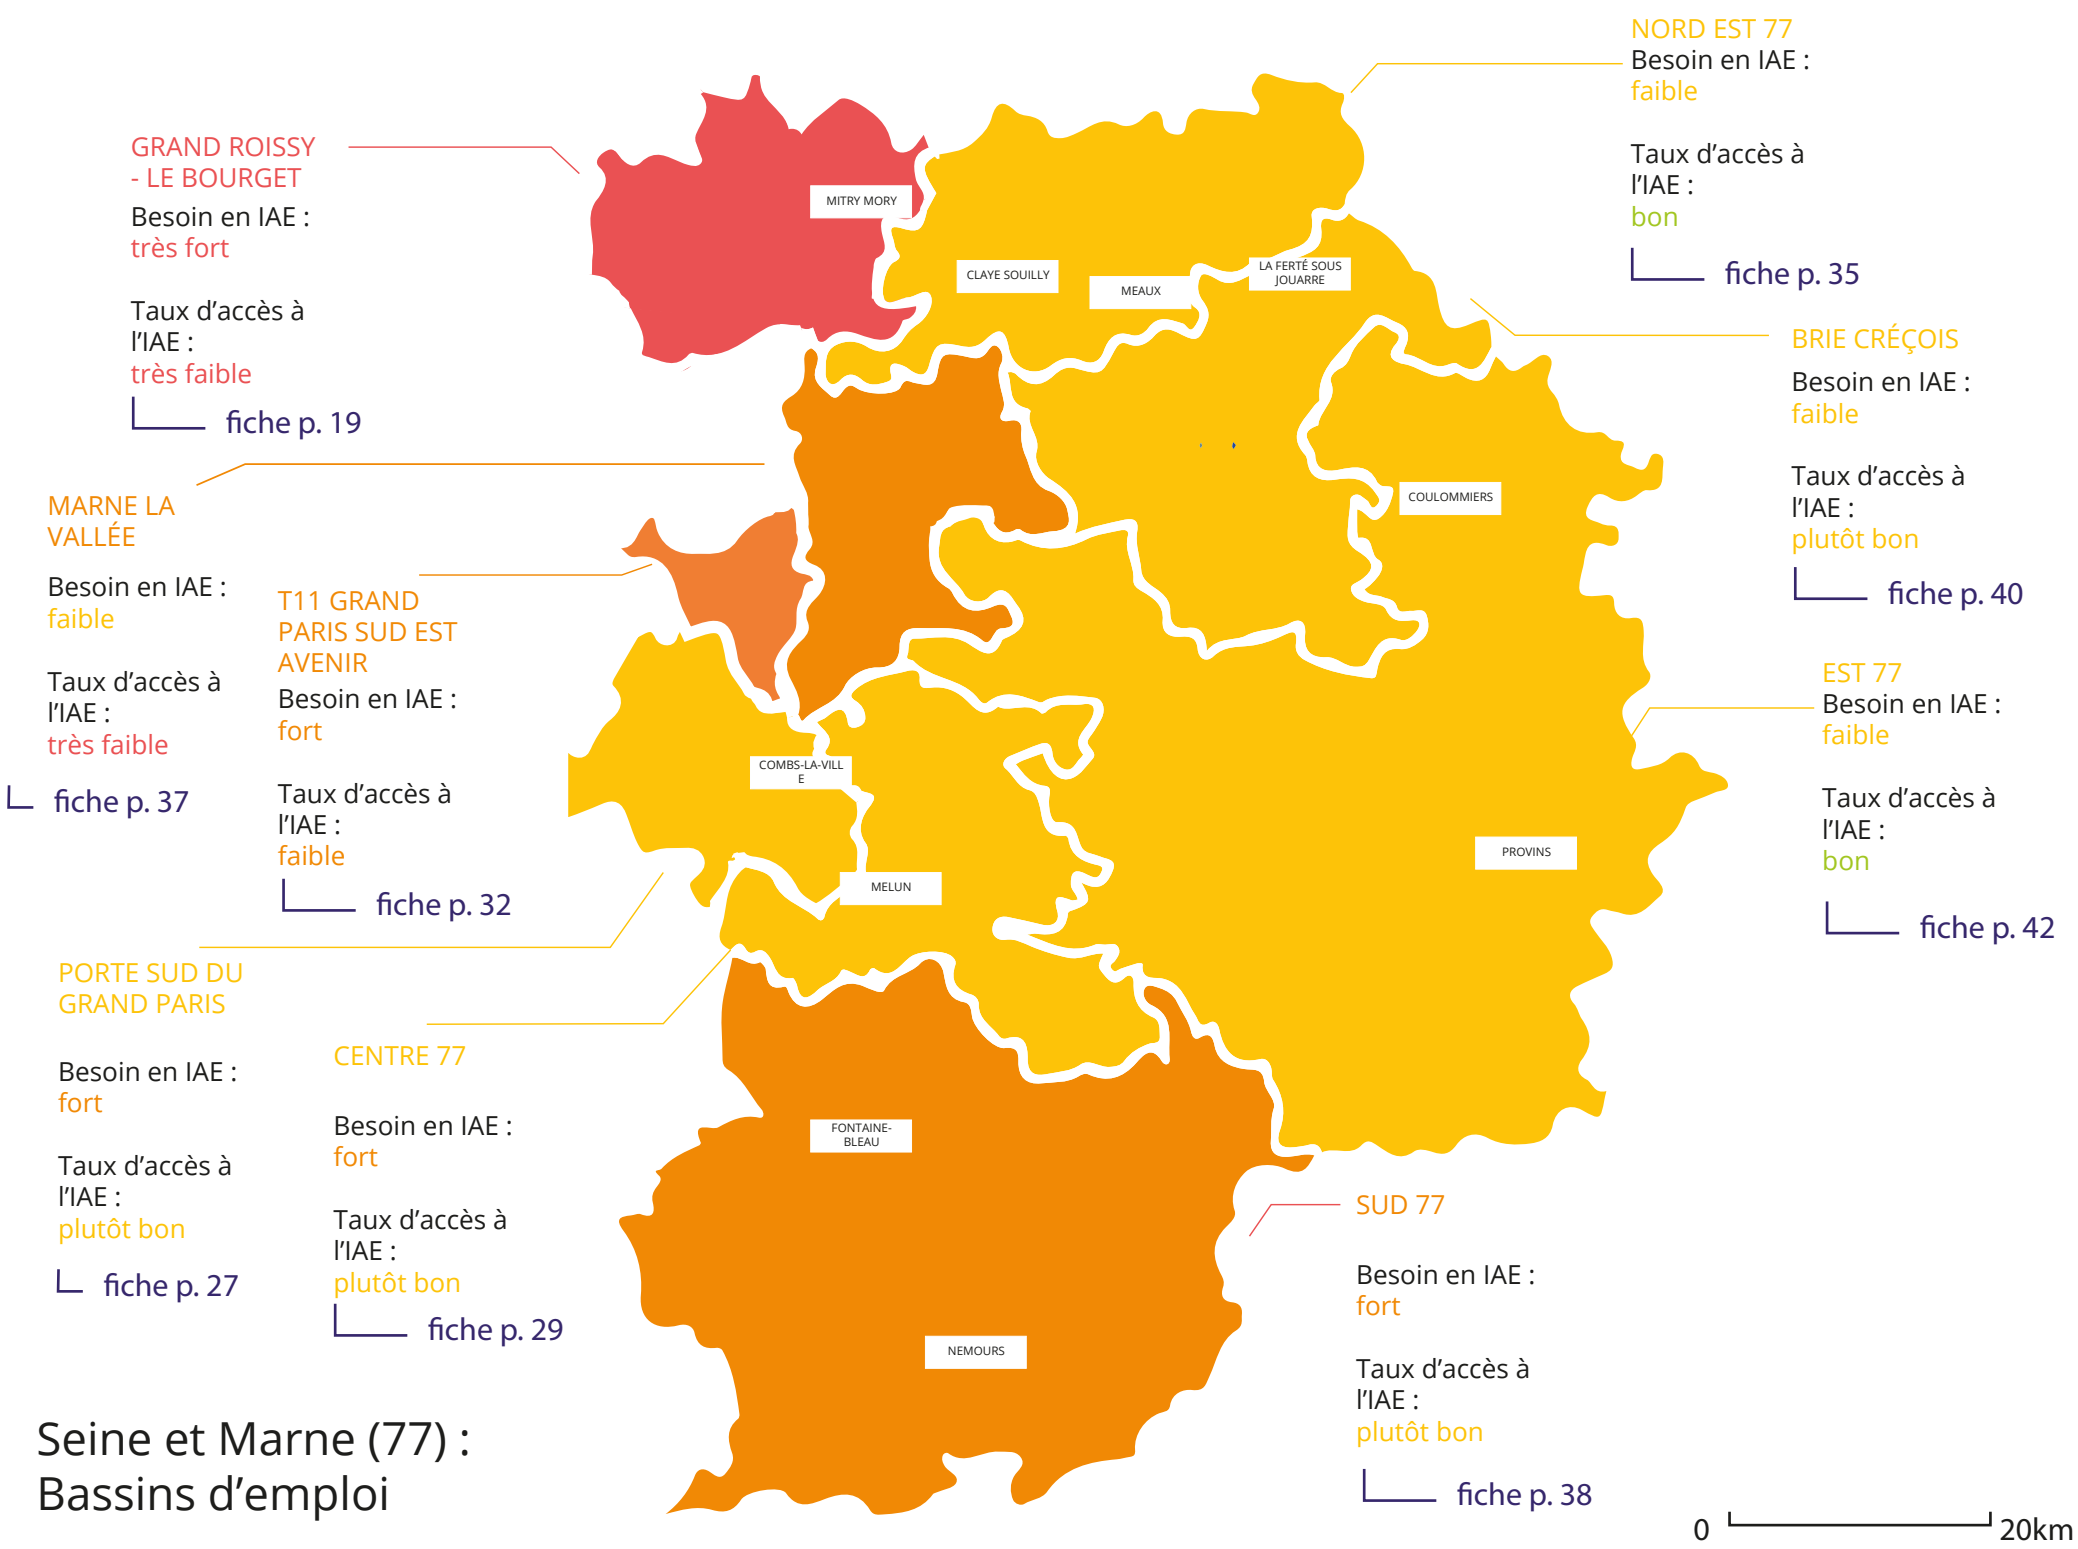 NORD EST 77
Besoin en IAE :
faible
Taux d’accès à
l’IAE :
bon
fiche p. 35
GRAND ROISSY
- LE BOURGET
Besoin en IAE :
très fort
Taux d’accès à
l’IAE :
très faible
fiche p. 19
MITRY MORY
CLAYE SOUILLY
MEAUX
LA FERTÉ SOUS
JOUARRE
BRIE CRÉÇOIS
Besoin en IAE :
faible
Taux d’accès à
l’IAE :
plutôt bon
fiche p. 40
MARNE LA
VALLÉE
Besoin en IAE :
faible
Taux d’accès à
l’IAE :
très faible
fiche p. 37
T11 GRAND
PARIS SUD EST
AVENIR
Besoin en IAE :
fort
Taux d’accès à
l’IAE :
faible
fiche p. 32
COULOMMIERS
EST 77
Besoin en IAE :
faible
Taux d’accès à
l’IAE :
bon
fiche p. 42
COMBS-LA-VILL
E
MELUN
PROVINS
PORTE SUD DU
GRAND PARIS
Besoin en IAE :
fort
Taux d’accès à
l’IAE :
plutôt bon
fiche p. 27
CENTRE 77
Besoin en IAE :
fort
Taux d’accès à
l’IAE :
plutôt bon
fiche p. 29
FONTAINE-
BLEAU
NEMOURS
SUD 77
Besoin en IAE :
fort
Taux d’accès à
l’IAE :
plutôt bon
fiche p. 38
Seine et Marne (77) :
Bassins d’emploi
0 20km